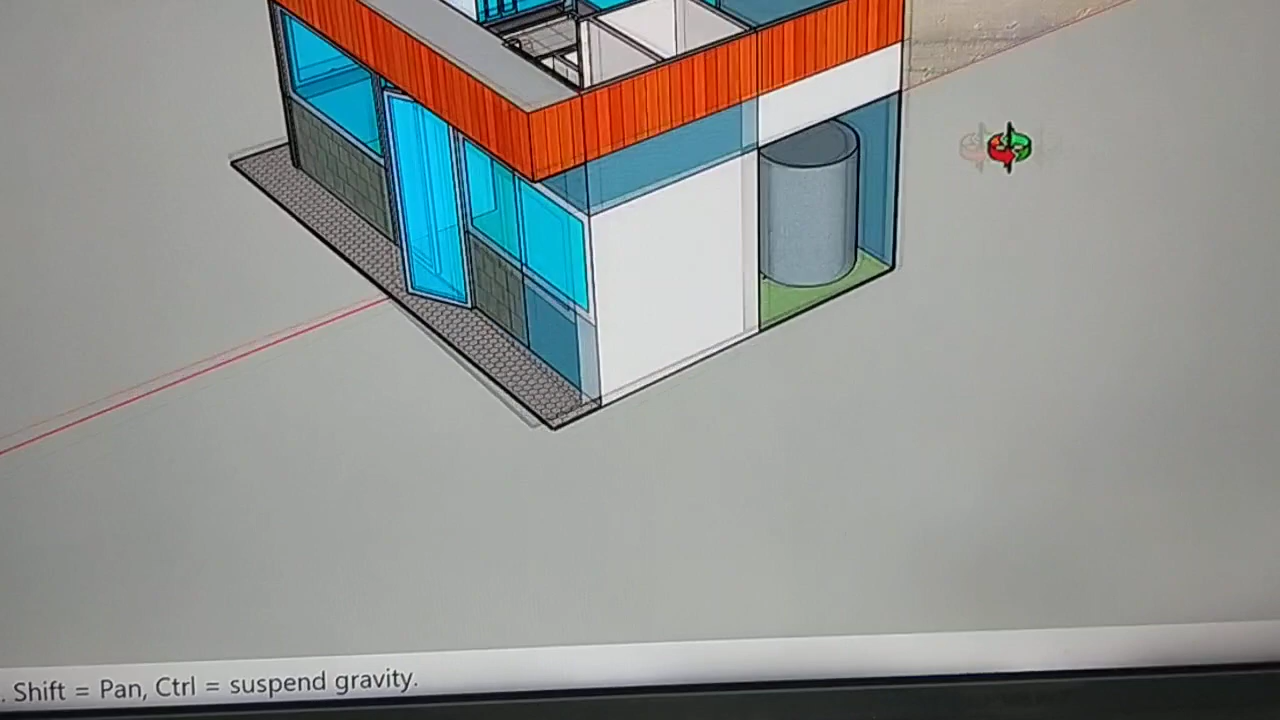 . Shift = Pan, Ctrl = suspend gravity.